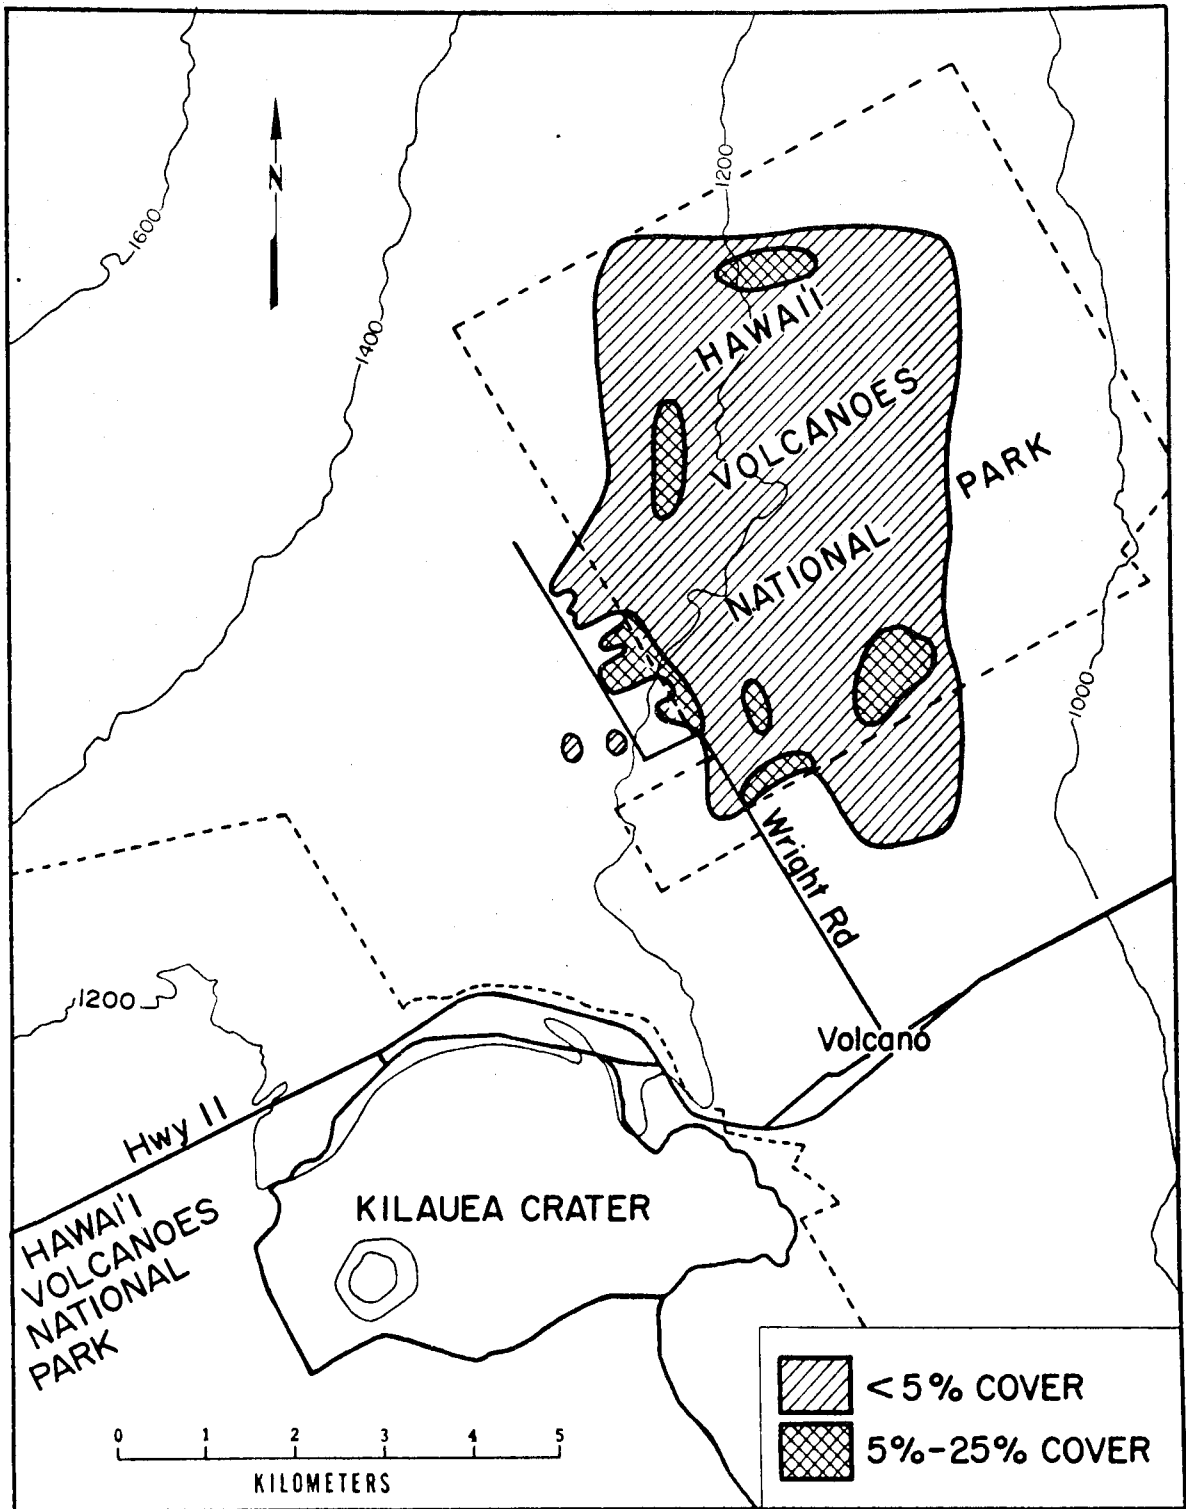 1600
N
1400
1200
HAWAI'I
VOLCANOES
NATIONAL
PARK
1000
Wright Rd
1200
Volcano
Hwy 11
KILAUEA CRATER
HAWAI'I
VOLCANOES
NATIONAL
PARK
0 1 2 3 4 5
KILOMETERS
<5% COVER
5%-25% COVER